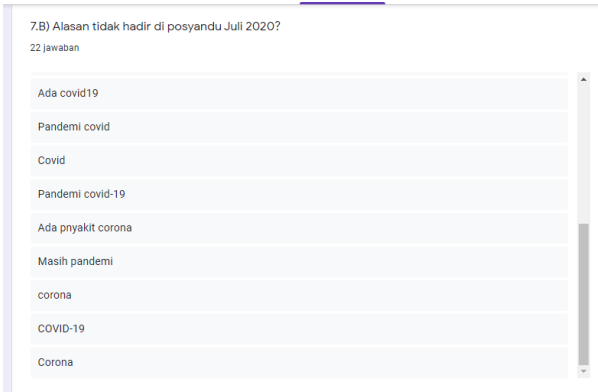 7.B) Alasan tidak hadir di posyandu Juli 2020?
22 jawaban
Ada covid19
Pandemi covid
Covid
Pandemi covid-19
Ada pnyakit corona
Masih pandemi
corona
COVID-19
Corona